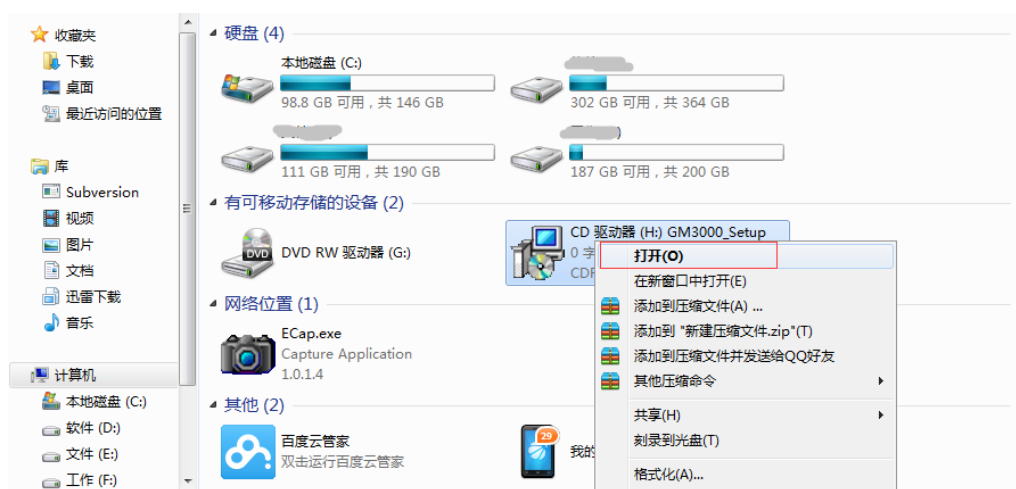 收藏夹
下载
桌面
最近访问的位置
库
Subversion
视频
图片
文档
迅雷下载
音乐
计算机
本地磁盘 (C:)
软件 (D:)
文件 (E:)
工作 (F:)
硬盘 (4)
本地磁盘 (C:)
98.8 GB 可用，共 146 GB
302 GB 可用，共 364 GB
111 GB 可用，共 190 GB
187 GB 可用，共 200 GB
有可移动存储的设备 (2)
DVD
DVD RW 驱动器 (G:)
CD 驱动器 (H:) GM3000_Setup
0 字
CDF
网络位置 (1)
ECap.exe
Capture Application
1.0.1.4
其他 (2)
百度云管家
双击运行百度云管家
29
我的
打开(O)
在新窗口中打开(E)
添加到压缩文件(A) ...
添加到 "新建压缩文件.zip"(T)
添加到压缩文件并发送给QQ好友
其他压缩命令
共享(H)
刻录到光盘(T)
格式化(A)...